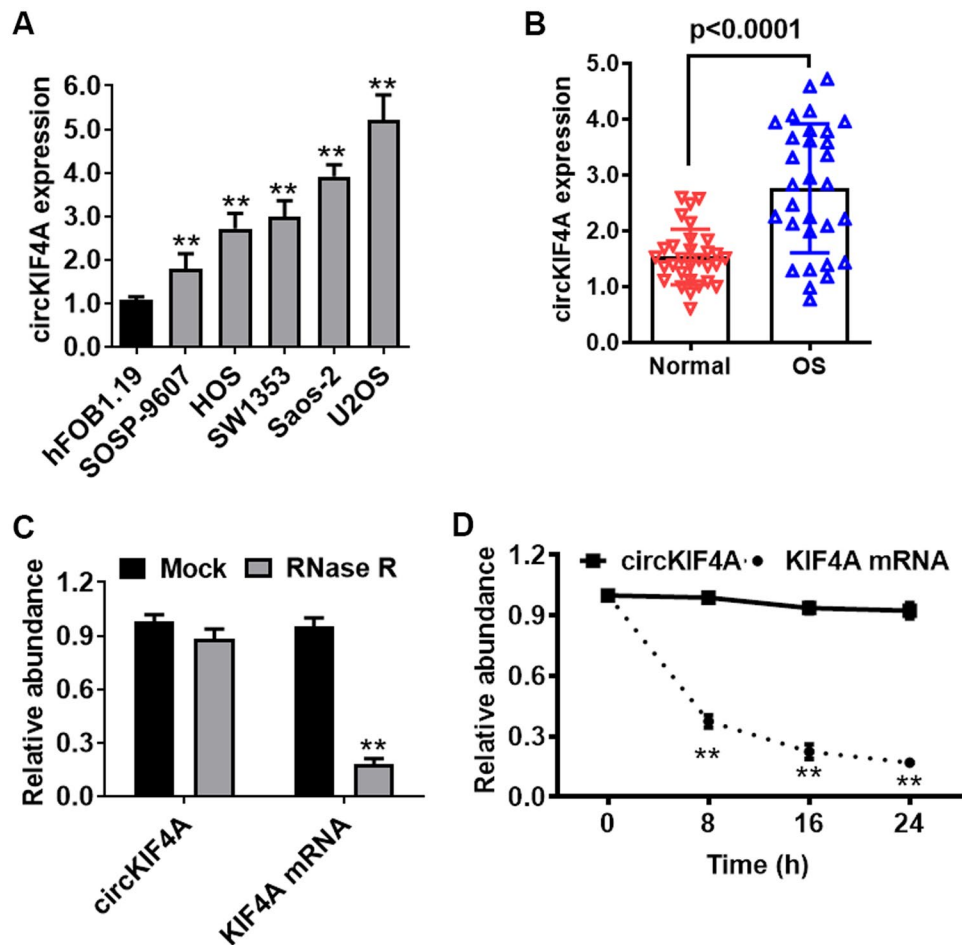 A
circKIF4A expression
6.0
5.0
4.0
3.0
2.0
1.0
0.0
**
**
**
**
**
hFOB1.19
SOSP-9607
HOS
SW1353
Saos-2
U2OS
B
p<0.0001
circKIF4A expression
5.0
4.0
3.0
2.0
1.0
0.0
Normal
OS
C
Mock
RNase R
Relative abundance
1.2
0.9
0.6
0.3
0.0
**
circKIF4A
KIF4A mRNA
D
circKIF4A
KIF4A mRNA
Relative abundance
1.2
0.9
0.6
0.3
0.0
**
**
**
0
8
16
24
Time (h)